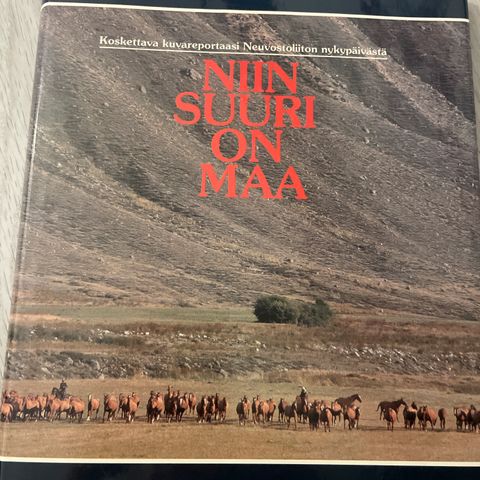 Koskettava kuvareportaasi Neuvostoliiton nykypäivästä
NIIN
SUURI
ON
MAA